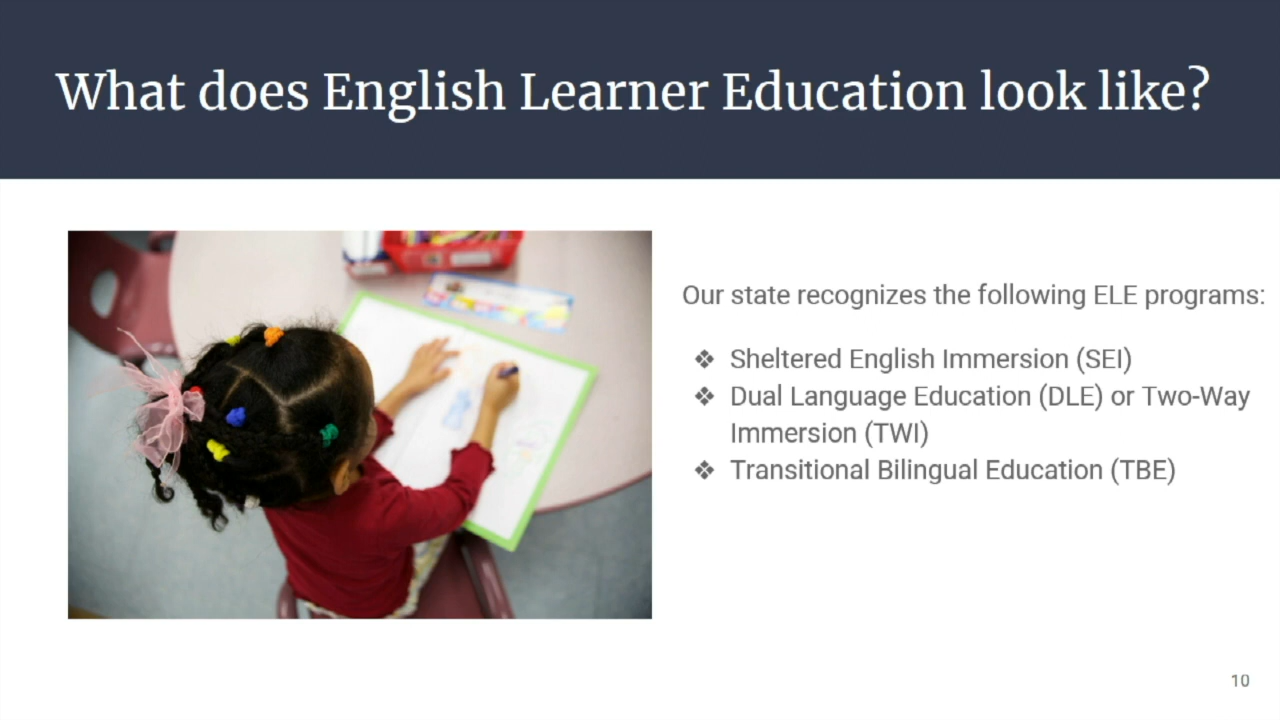 What does English Learner Education look like?
Our state recognizes the following ELE programs:
❖ Sheltered English Immersion (SEI)
❖ Dual Language Education (DLE) or Two-Way
Immersion (TWI)
❖ Transitional Bilingual Education (TBE)
10